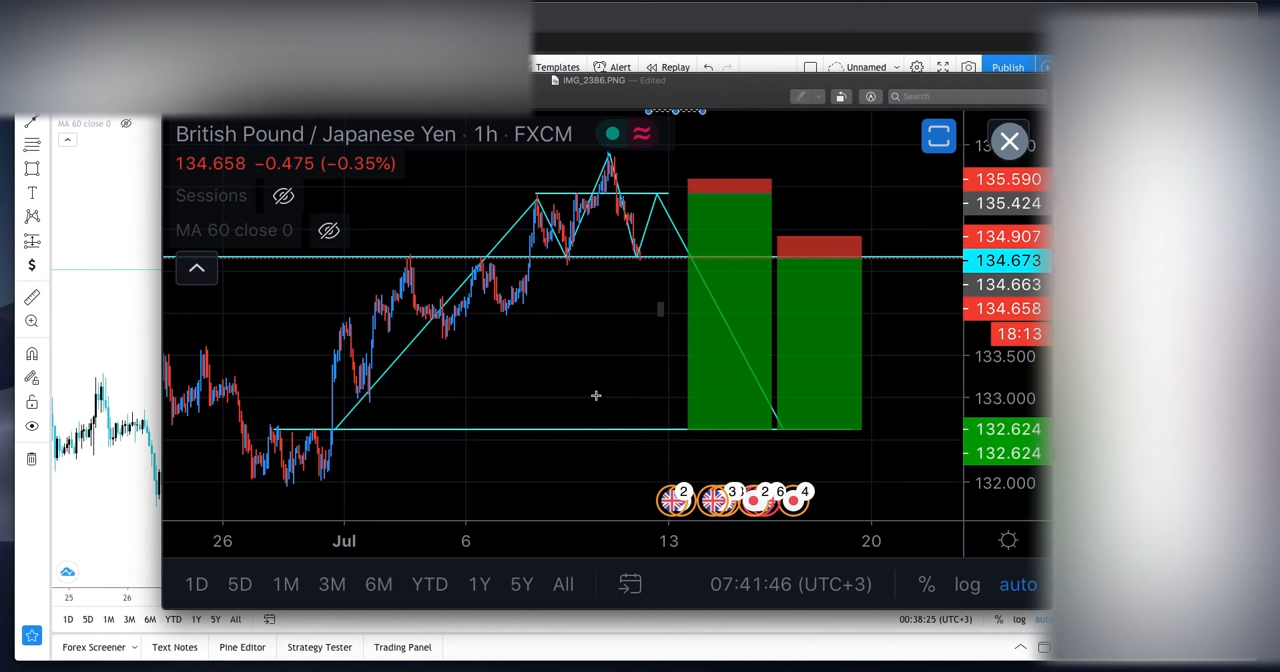 Templates Alert Replay Unnamed Publish
IMG_2386.PNG — Edited
Search
MA 60 close 0
British Pound / Japanese Yen · 1h · FXCM
134.658 −0.475 (−0.35%)
Sessions
MA 60 close 0
135.590
135.424
134.907
134.673
134.663
134.658
18:13
133.500
133.000
132.624
132.624
132.000
2 3 2 6 4
26 Jul 6 13 20
1D 5D 1M 3M 6M YTD 1Y 5Y All 07:41:46 (UTC+3) % log auto
25 26
1D 5D 1M 3M 6M YTD 1Y 5Y All 00:38:25 (UTC+3) % log
Forex Screener Text Notes Pine Editor Strategy Tester Trading Panel